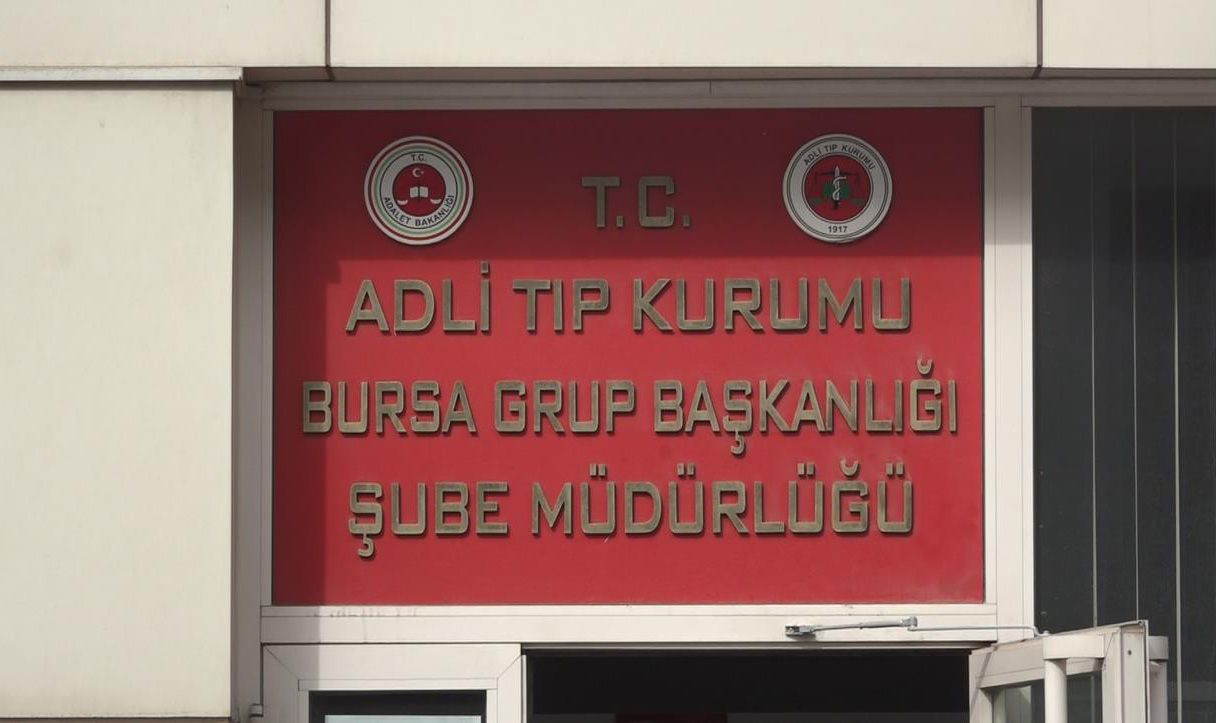 T.C.
ADALET BAKANLIĞI
T.C.
ADLİ TIP KURUMU
1917
ADLİ TIP KURUMU
BURSA GRUP BAŞKANLIĞI
ŞUBE MÜDÜRLÜĞÜ